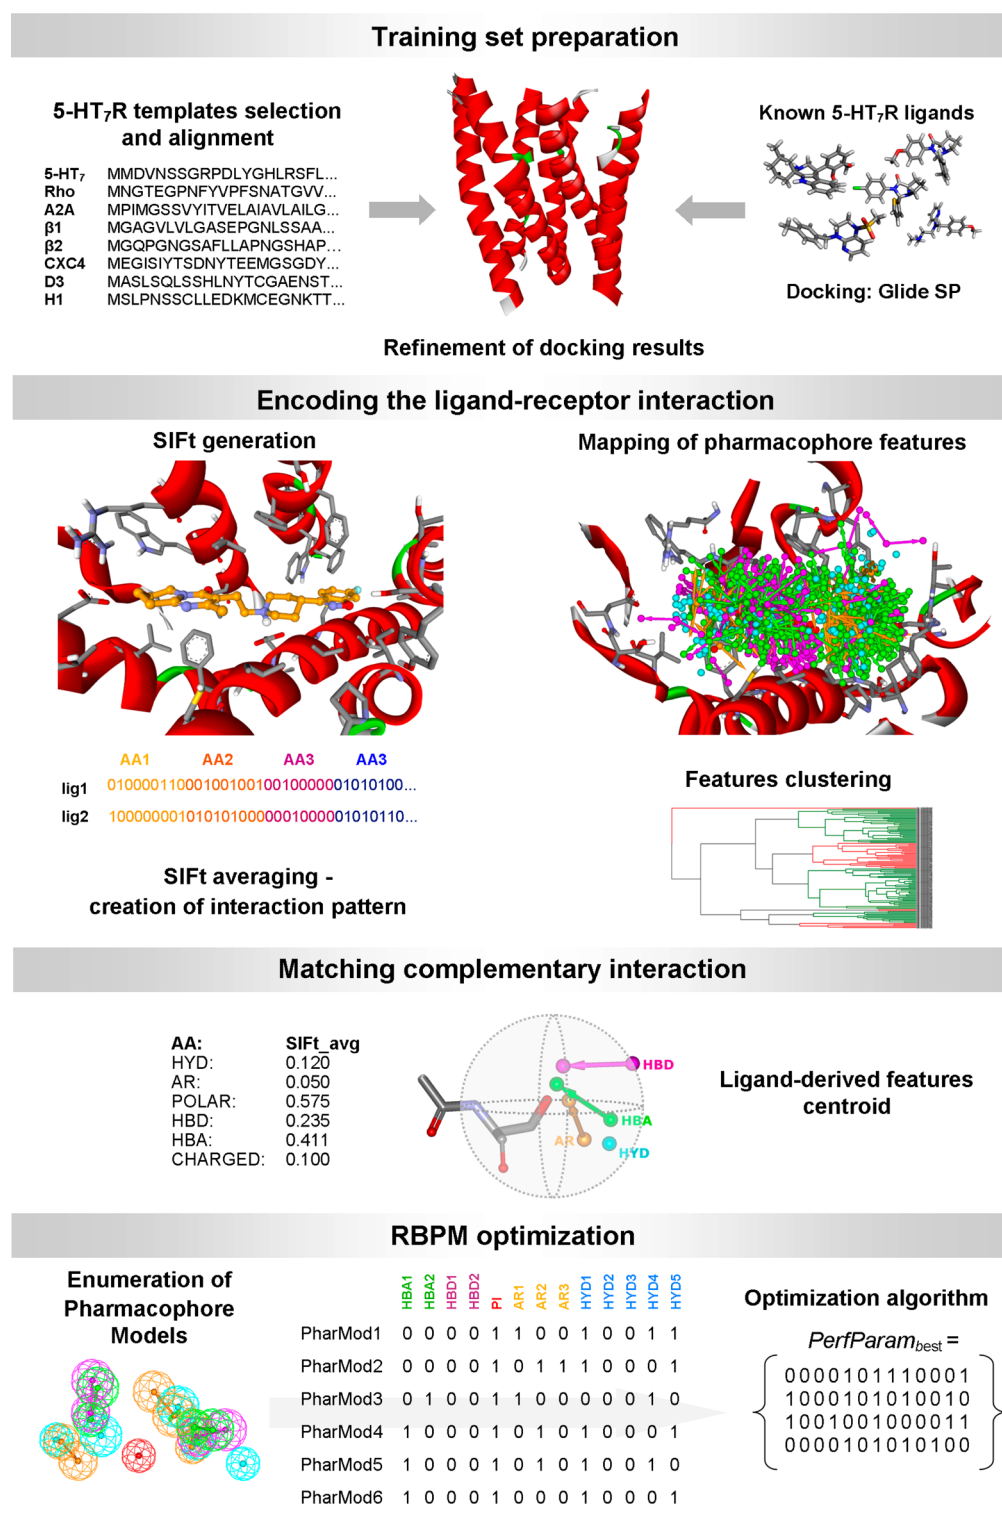 Training set preparation
5-HT₇R templates selection
and alignment
5-HT₇ MMDVNSSGRPDLYGHLRSFL...
Rho MNGTEGPNFYVPFSNATGVV...
A2A MPIMGSSVYITVELAIAVLAILG...
β1 MGAGVLVLGASEPGNLSSAA...
β2 MGQPGNGSAFLLAPNGSHAP...
CXC4 MEGISIYTSDNYTEEMGSGDY...
D3 MASLSQLSSHLNYTCGAENST...
H1 MSLPNSSCLLEDKMCEGNKTT...
Known 5-HT₇R ligands
Docking: Glide SP
Refinement of docking results
Encoding the ligand-receptor interaction
SIFt generation
Mapping of pharmacophore features
AA1 AA2 AA3 AA3
lig1 0100001100010010010010000001010100...
lig2 1000000010101010000001000001010110...
Features clustering
SIFt averaging -
creation of interaction pattern
Matching complementary interaction
AA: SIFt_avg
HYD: 0.120
AR: 0.050
POLAR: 0.575
HBD: 0.235
HBA: 0.411
CHARGED: 0.100
HBD
HBA
AR
HYD
Ligand-derived features
centroid
RBPM optimization
Enumeration of
Pharmacophore
Models
HBA1 HBA2 HBD1 HBD2 PI AR1 AR2 AR3 HYD1 HYD2 HYD3 HYD4 HYD5
PharMod1 0 0 0 0 1 1 0 0 1 0 0 1 1
PharMod2 0 0 0 0 1 0 1 1 1 0 0 0 1
PharMod3 0 1 0 0 1 1 0 0 0 0 0 1 0
PharMod4 1 0 0 0 1 0 1 0 1 0 0 0 1
PharMod5 1 0 0 0 1 0 1 0 0 1 0 1 0
PharMod6 1 0 0 0 1 0 0 0 1 0 0 0 1
Optimization algorithm
PerfParam_best =
0000101110001
1000101010010
1001001000011
0000101010100